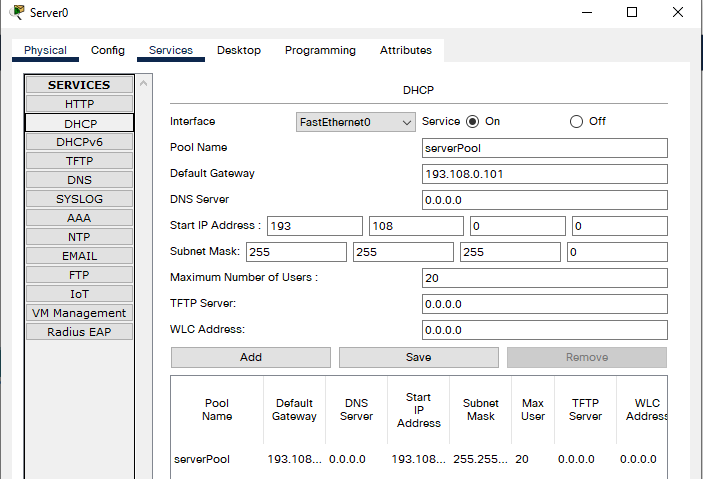 Server0
Physical Config Services Desktop Programming Attributes
SERVICES
HTTP
DHCP
DHCPv6
TFTP
DNS
SYSLOG
AAA
NTP
EMAIL
FTP
IoT
VM Management
Radius EAP
DHCP
Interface FastEthernet0 Service On Off
Pool Name serverPool
Default Gateway 193.108.0.101
DNS Server 0.0.0.0
Start IP Address : 193 108 0 0
Subnet Mask: 255 255 255 0
Maximum Number of Users : 20
TFTP Server: 0.0.0.0
WLC Address: 0.0.0.0
Add Save Remove
Pool Name Default Gateway DNS Server Start IP Address Subnet Mask Max User TFTP Server WLC Address
serverPool 193.108... 0.0.0.0 193.108... 255.255... 20 0.0.0.0 0.0.0.0